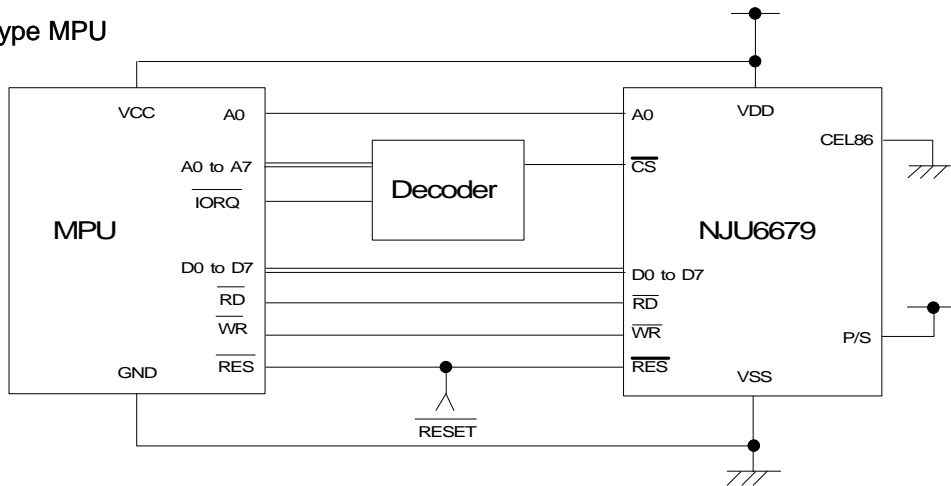 ype MPU
VCC
A0
A0 to A7
IORQ
MPU
D0 to D7
RD
WR
RES
GND
Decoder
RESET
A0
VDD
CEL86
CS
NJU6679
D0 to D7
RD
WR
P/S
RES
VSS